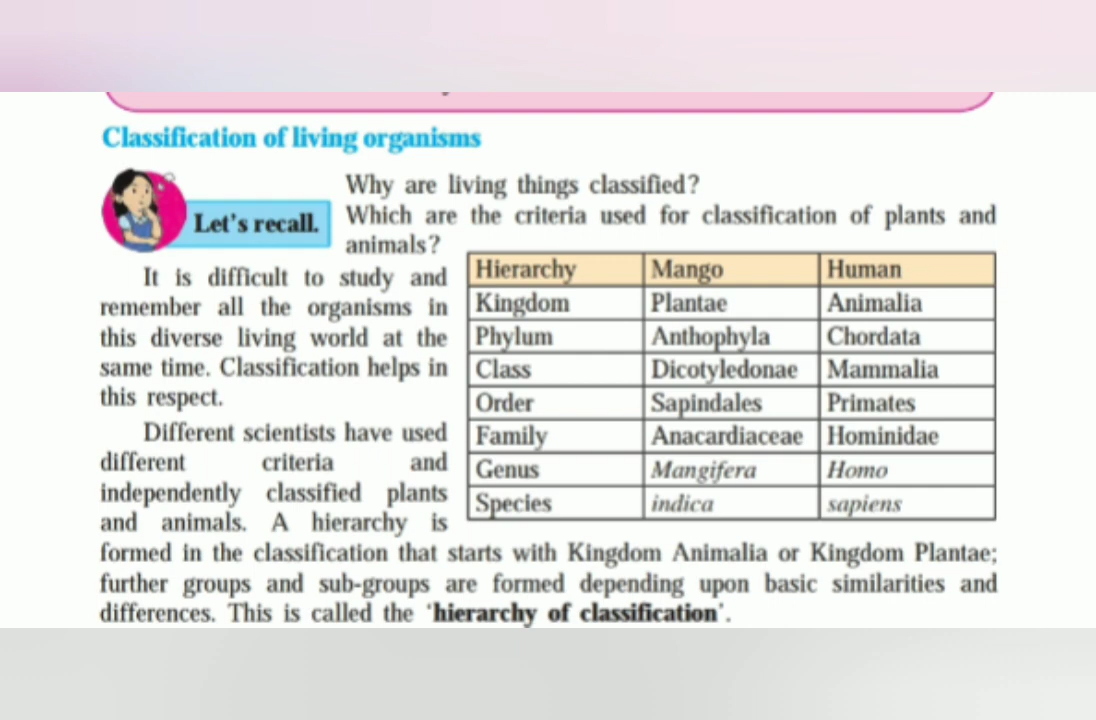 Classification of living organisms
Why are living things classified?
Let's recall.
Which are the criteria used for classification of plants and
animals?
It is difficult to study and
remember all the organisms in
this diverse living world at the
same time. Classification helps in
this respect.
Different scientists have used
different criteria and
independently classified plants
and animals. A hierarchy is
Hierarchy Mango Human
Kingdom Plantae Animalia
Phylum Anthophyla Chordata
Class Dicotyledonae Mammalia
Order Sapindales Primates
Family Anacardiaceae Hominidae
Genus Mangifera Homo
Species indica sapiens
formed in the classification that starts with Kingdom Animalia or Kingdom Plantae;
further groups and sub-groups are formed depending upon basic similarities and
differences. This is called the 'hierarchy of classification'.